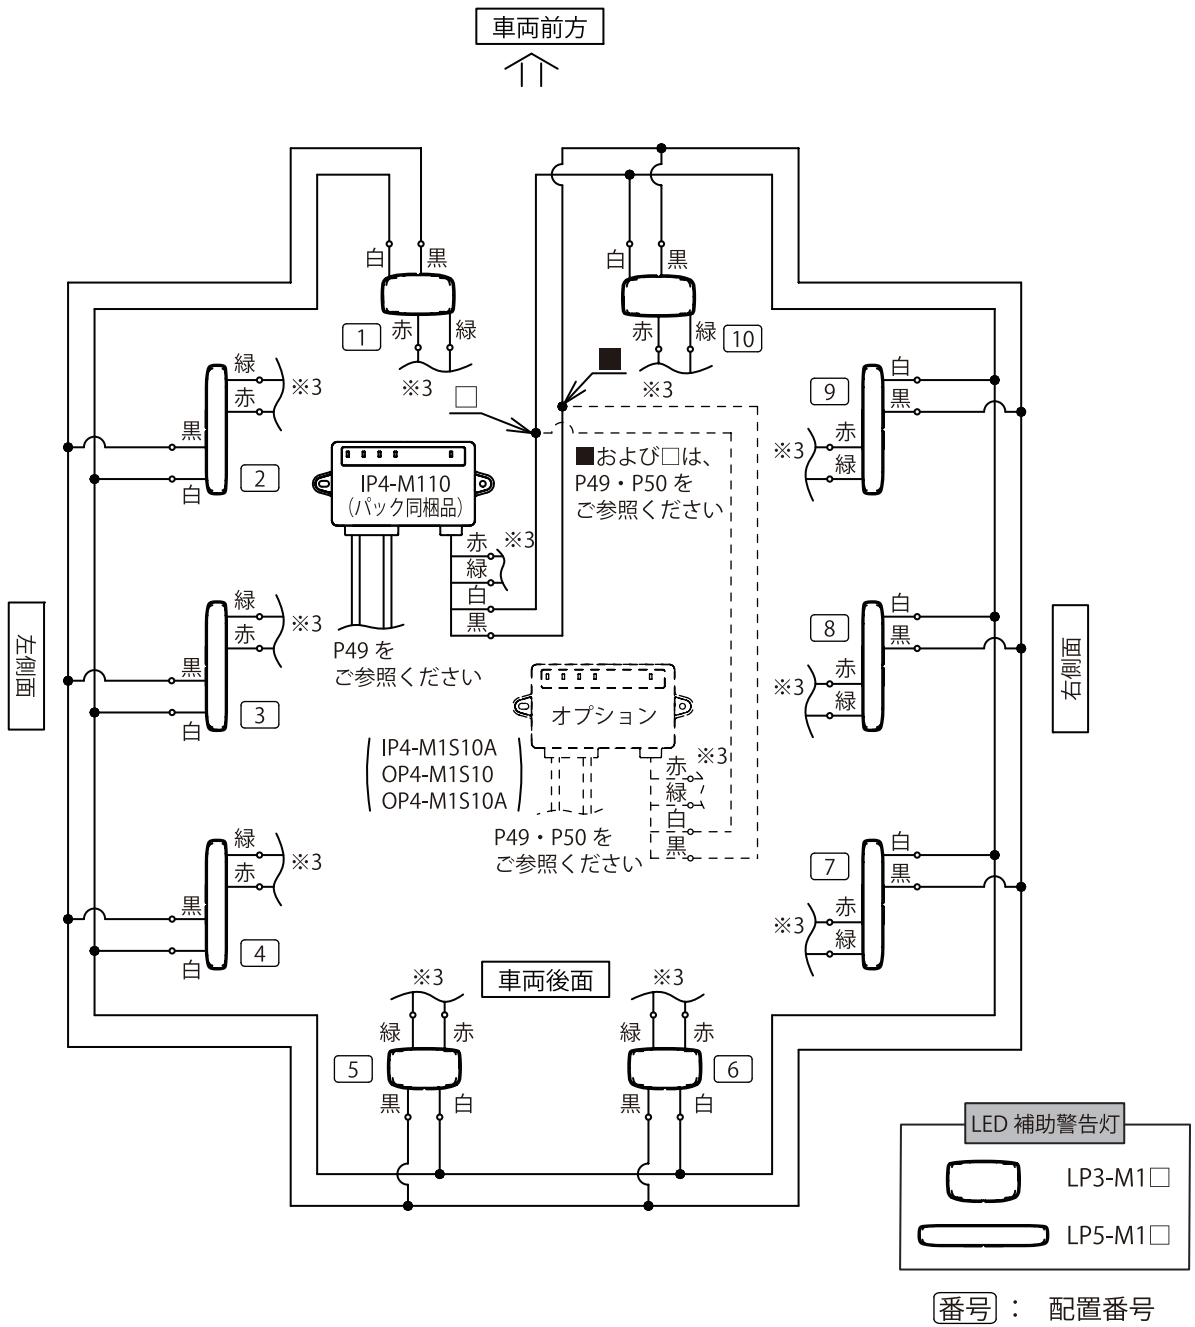 車両前方
白
黒
1
赤
緑
※3
白
黒
赤
緑
10
※3
緑
赤
※3
黒
白
2
□
■
■および□は、
P49・P50 を
ご参照ください
9
白
黒
※3
赤
緑
IP4-M110
（パック同梱品）
赤
緑
※3
白
黒
P49 を
ご参照ください
左側面
緑
赤
※3
黒
白
3
8
白
黒
※3
赤
緑
右側面
オプション
IP4-M1S10A
OP4-M1S10
OP4-M1S10A
赤
緑
※3
白
黒
P49・P50 を
ご参照ください
緑
赤
※3
黒
白
4
7
白
黒
※3
赤
緑
車両後面
※3
緑
赤
5
黒
白
※3
緑
赤
6
黒
白
LED 補助警告灯
LP3-M1□
LP5-M1□
番号 ： 配置番号